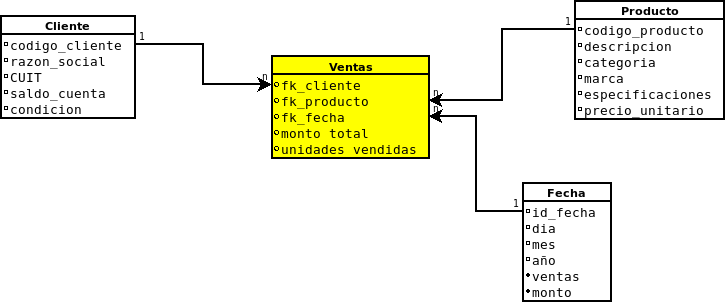 Cliente
codigo_cliente
razon_social
CUIT
saldo_cuenta
condicion
1
n
Ventas
fk_cliente
fk_producto
fk_fecha
monto total
unidades vendidas
n
n
1
Producto
codigo_producto
descripcion
categoria
marca
especificaciones
precio_unitario
1
Fecha
id_fecha
dia
mes
año
ventas
monto